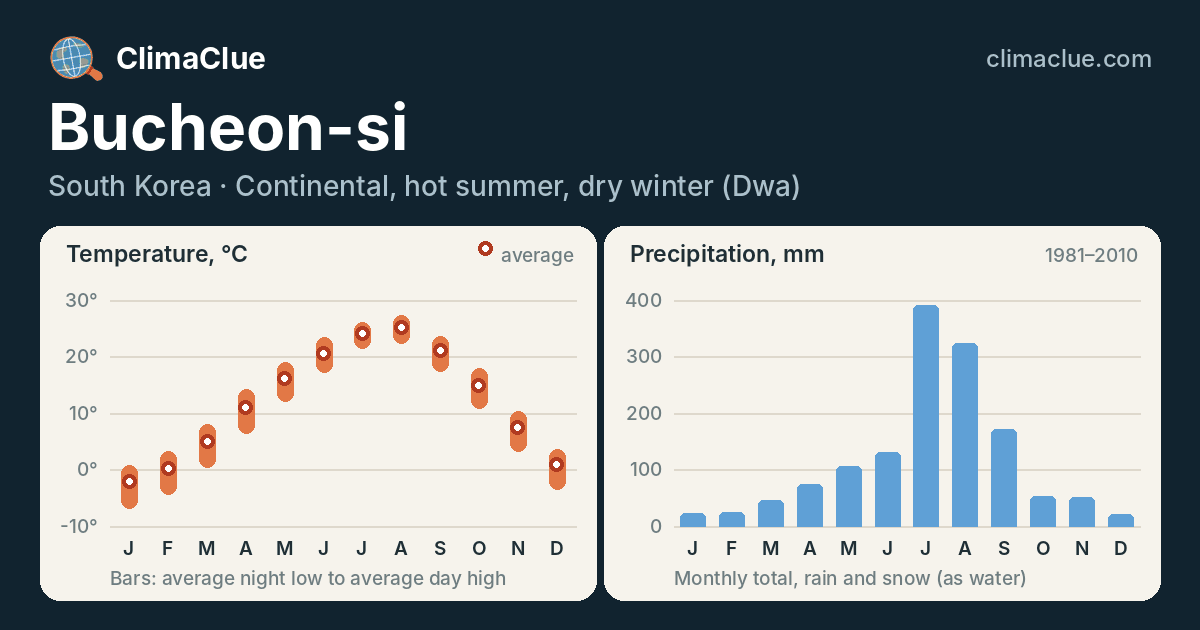 ClimaClue
climaclue.com
Bucheon-si
South Korea · Continental, hot summer, dry winter (Dwa)
Temperature, °C
average
30°
20°
10°
0°
-10°
J F M A M J J A S O N D
Bars: average night low to average day high
Precipitation, mm
1981–2010
400
300
200
100
0
J F M A M J J A S O N D
Monthly total, rain and snow (as water)